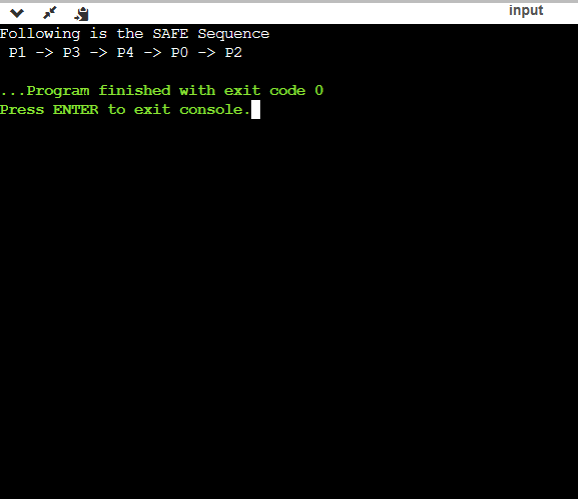 input
Following is the SAFE Sequence
P1 -> P3 -> P4 -> P0 -> P2
...Program finished with exit code 0
Press ENTER to exit console.